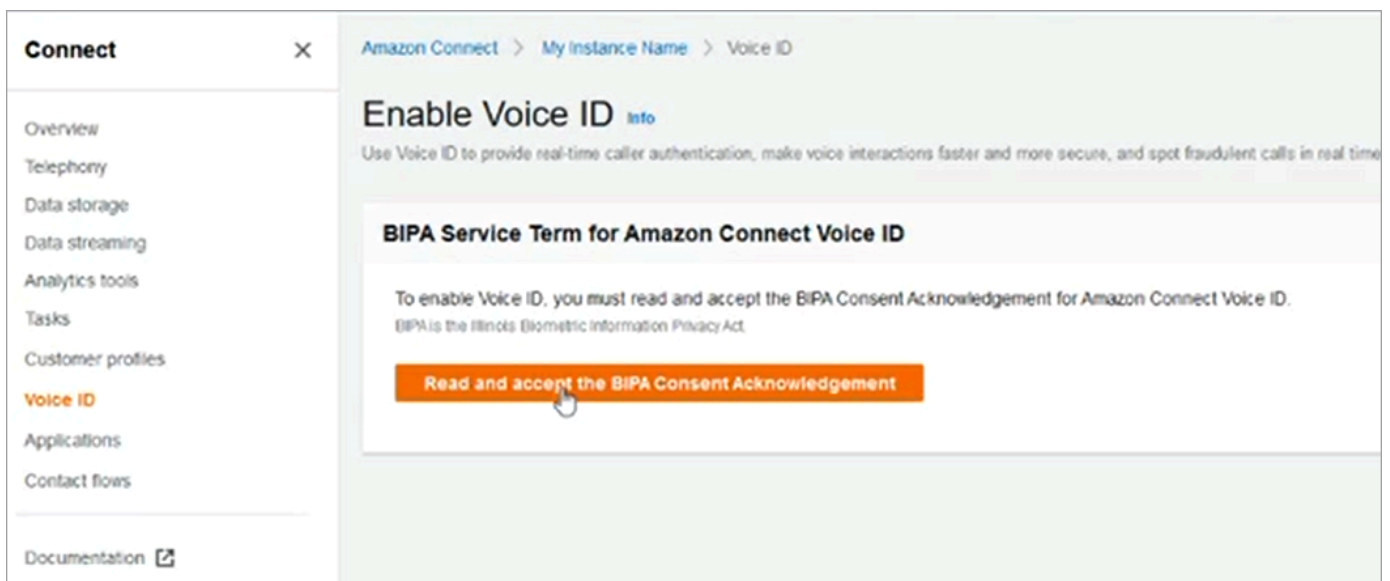 Connect
Amazon Connect > My Instance Name > Voice ID
Enable Voice ID Info
Use Voice ID to provide real-time caller authentication, make voice interactions faster and more secure, and spot fraudulent calls in real time
Overview
Telephony
Data storage
Data streaming
Analytics tools
Tasks
Customer profiles
Voice ID
Applications
Contact flows
Documentation
BIPA Service Term for Amazon Connect Voice ID
To enable Voice ID, you must read and accept the BIPA Consent Acknowledgement for Amazon Connect Voice ID.
BIPA is the Illinois Biometric Information Privacy Act.
Read and accept the BIPA Consent Acknowledgement